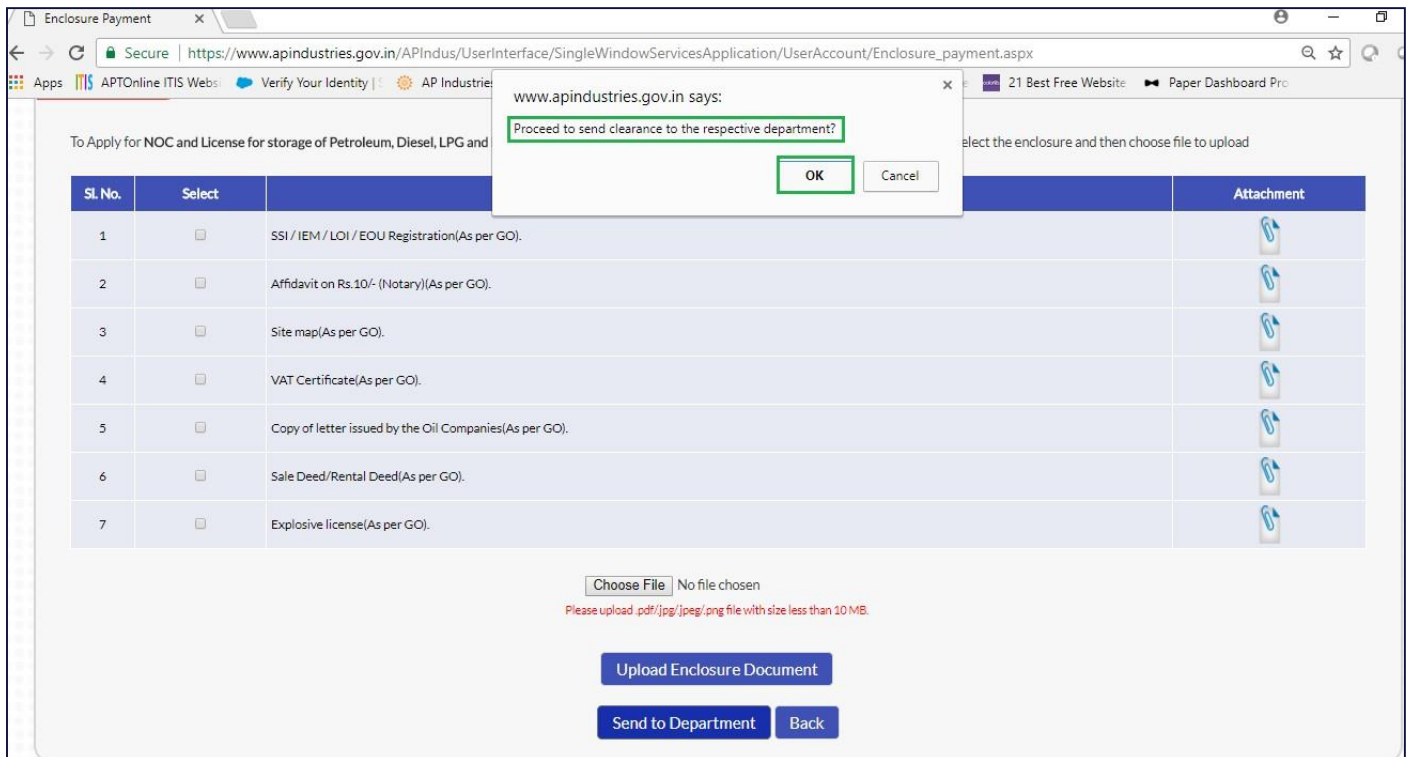 Enclosure Payment
Secure | https://www.apindustries.gov.in/APIndus/UserInterface/SingleWindowServicesApplication/UserAccount/Enclosure_payment.aspx
Apps APTOnline ITIS Webs Verify Your Identity | AP Industrie 21 Best Free Website Paper Dashboard Pro
www.apindustries.gov.in says:
Proceed to send clearance to the respective department?
OK Cancel
To Apply for NOC and License for storage of Petroleum, Diesel, LPG and elect the enclosure and then choose file to upload
Sl. No. Select Attachment
1 SSI / IEM / LOI / EOU Registration(As per GO).
2 Affidavit on Rs.10/- (Notary)(As per GO).
3 Site map(As per GO).
4 VAT Certificate(As per GO).
5 Copy of letter issued by the Oil Companies(As per GO).
6 Sale Deed/Rental Deed(As per GO).
7 Explosive license(As per GO).
Choose File No file chosen
Please upload .pdf/.jpg/.jpeg/.png file with size less than 10 MB.
Upload Enclosure Document
Send to Department Back